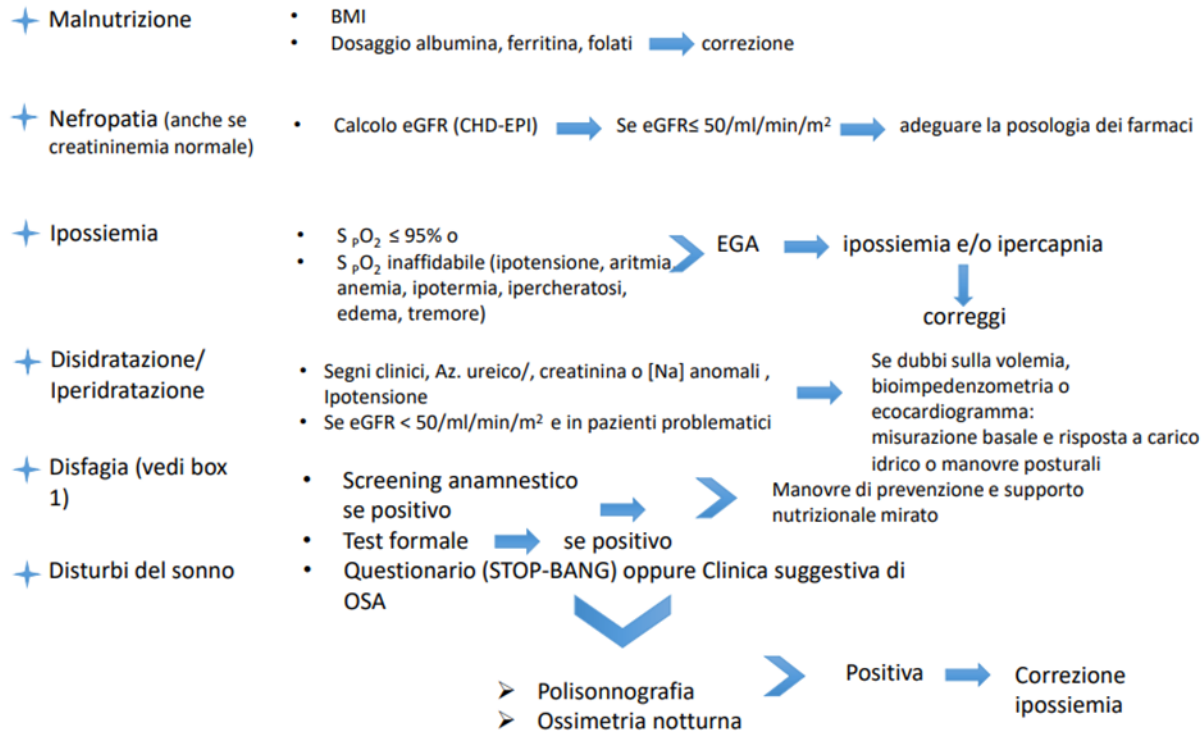 Malnutrizione
• BMI
• Dosaggio albumina, ferritina, folati
correzione
Nefropatia (anche se
creatininemia normale)
• Calcolo eGFR (CHD-EPI)
Se eGFR≤ 50/ml/min/m²
adeguare la posologia dei farmaci
Ipossiemia
• S ₚO₂ ≤ 95% o
• S ₚO₂ inaffidabile (ipotensione, aritmia,
anemia, ipotermia, ipercheratosi,
edema, tremore)
EGA
ipossiemia e/o ipercapnia
correggi
Disidratazione/
Iperidratazione
• Segni clinici, Az. ureico/, creatinina o [Na] anomali ,
Ipotensione
• Se eGFR < 50/ml/min/m² e in pazienti problematici
Se dubbi sulla volemia,
bioimpedenzometria o
ecocardiogramma:
misurazione basale e risposta a carico
idrico o manovre posturali
Disfagia (vedi box
1)
• Screening anamnestico
se positivo
• Test formale
se positivo
Manovre di prevenzione e supporto
nutrizionale mirato
Disturbi del sonno
• Questionario (STOP-BANG) oppure Clinica suggestiva di
OSA
➢ Polisonnografia
➢ Ossimetria notturna
Positiva
Correzione
ipossiemia